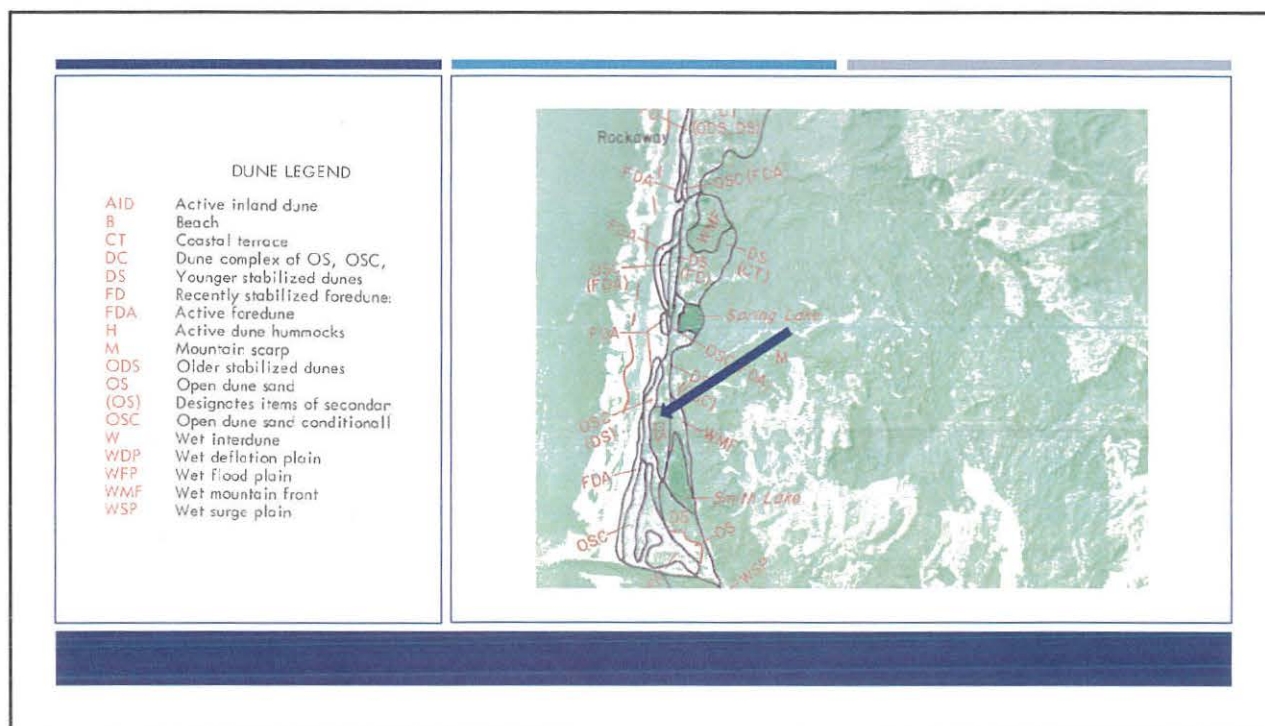 DUNE LEGEND
AID Active inland dune
B Beach
CT Coastal terrace
DC Dune complex of OS, OSC,
DS Younger stabilized dunes
FD Recently stabilized foredune:
FDA Active foredune
H Active dune hummocks
M Mountain scarp
ODS Older stabilized dunes
OS Open dune sand
(OS) Designates items of secondar
OSC Open dune sand conditionall
W Wet interdune
WDP Wet deflation plain
WFP Wet flood plain
WMF Wet mountain front
WSP Wet surge plain
(ODS, DS)
Rockaway
FDA
OSC (FDA)
WMF
FDA
DS
(FD)
DS
(CT)
OSC
(FDA)
Spring Lake
FDA
M
OSC
OSC
(DS)
WMF
FDA
Smith Lake
DS
OSC
WSP